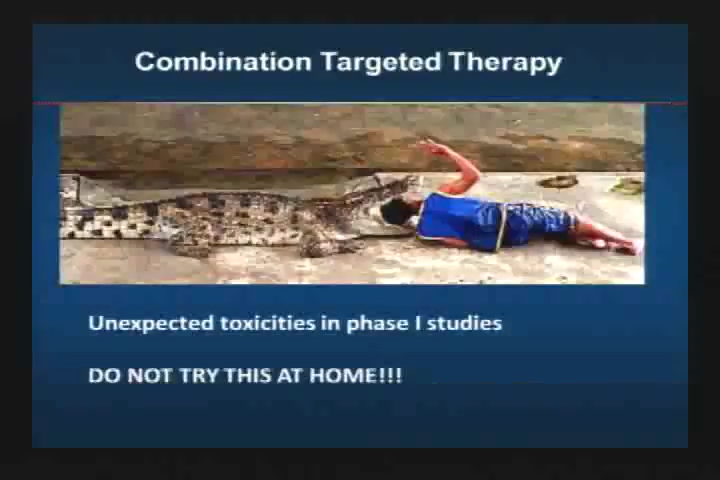 Combination Targeted Therapy
Unexpected toxicities in phase I studies
DO NOT TRY THIS AT HOME!!!